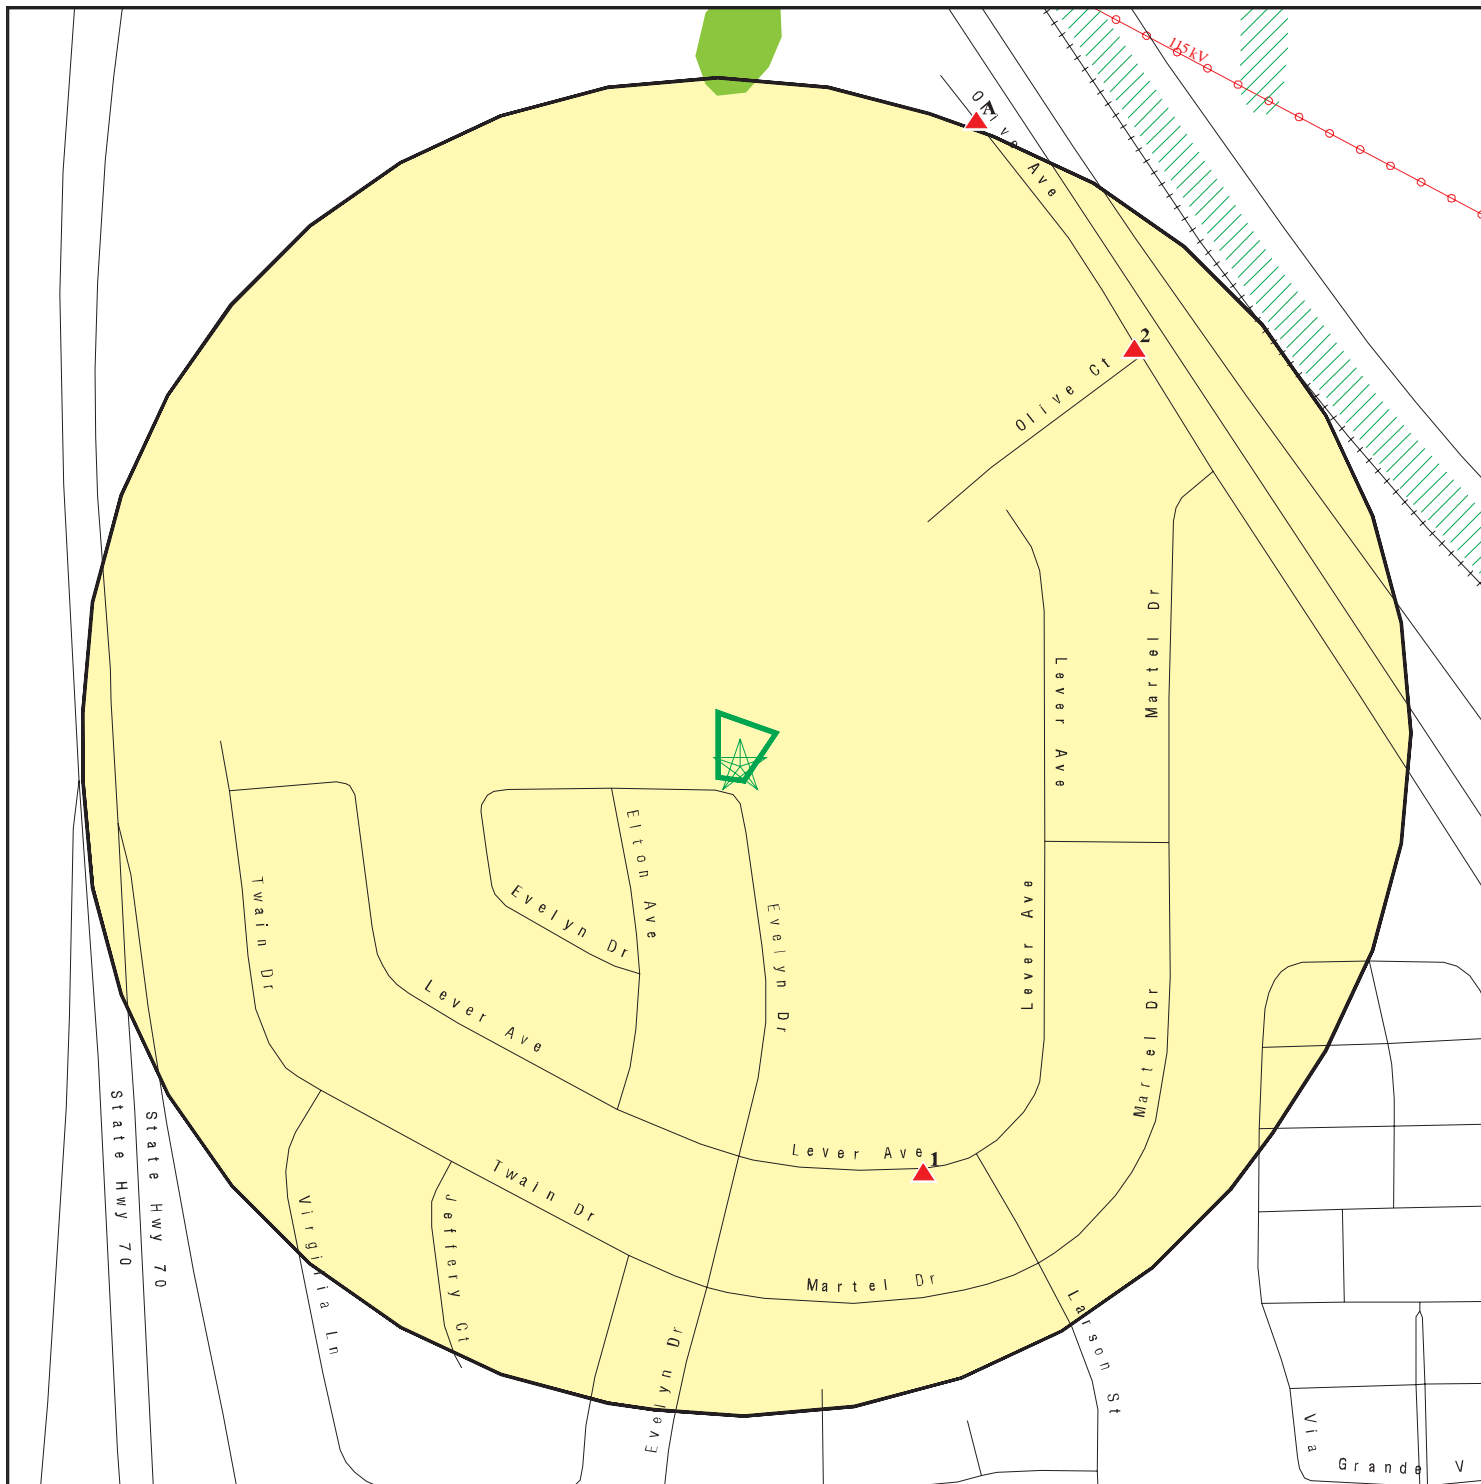 115kV
Olive Ave
2
Olive Ct
Martel Dr
Lever Ave
Elton Ave
Evelyn Dr
Twain Dr
Evelyn Dr
Lever Ave
Lever Ave
Martel Dr
Lever Ave
1
State Hwy 70
State Hwy 70
Twain Dr
Virginia Ln
Jeffery Ct
Martel Dr
Larson St
Evelyn Dr
Via
Grande V